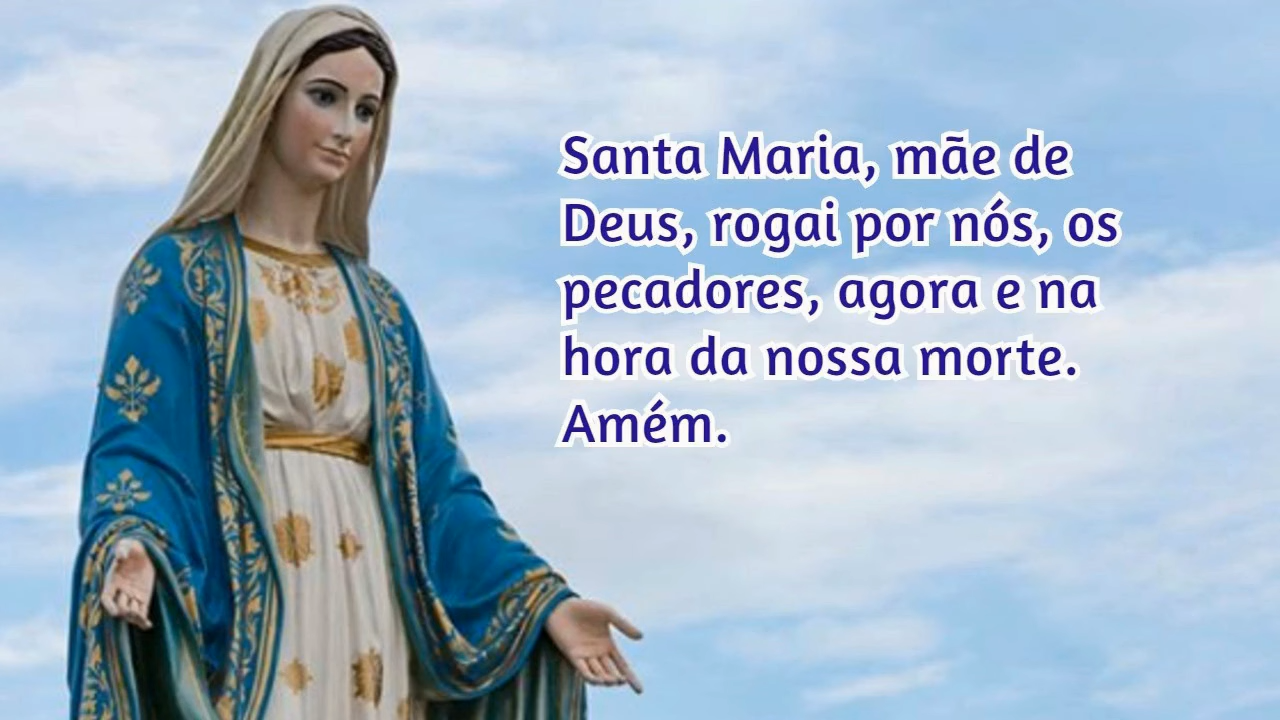 Santa Maria, mãe de
Deus, rogai por nós, os
pecadores, agora e na
hora da nossa morte.
Amém.